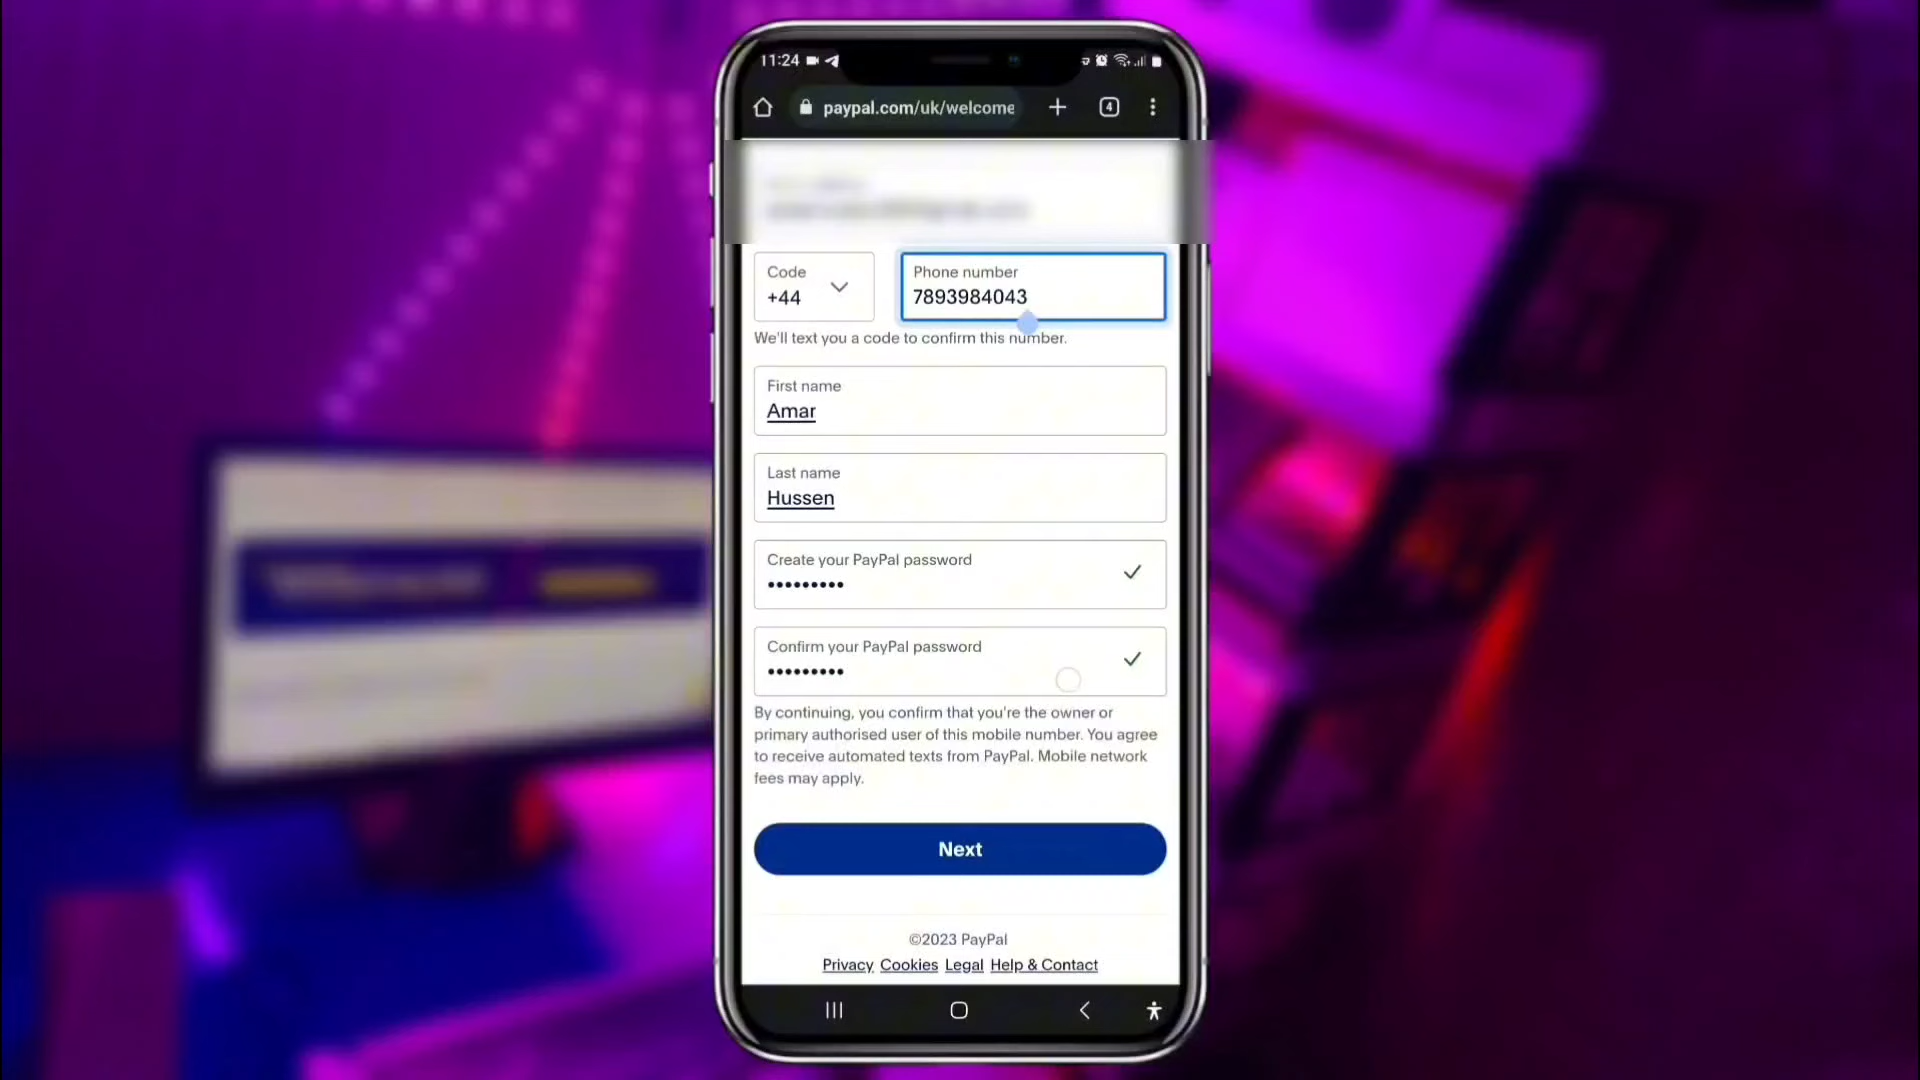 11:24
paypal.com/uk/welcome
4
Code
+44
Phone number
7893984043
We'll text you a code to confirm this number.
First name
Amar
Last name
Hussen
Create your PayPal password
•••••••••
Confirm your PayPal password
•••••••••
By continuing, you confirm that you're the owner or
primary authorised user of this mobile number. You agree
to receive automated texts from PayPal. Mobile network
fees may apply.
Next
©2023 PayPal
Privacy Cookies Legal Help & Contact